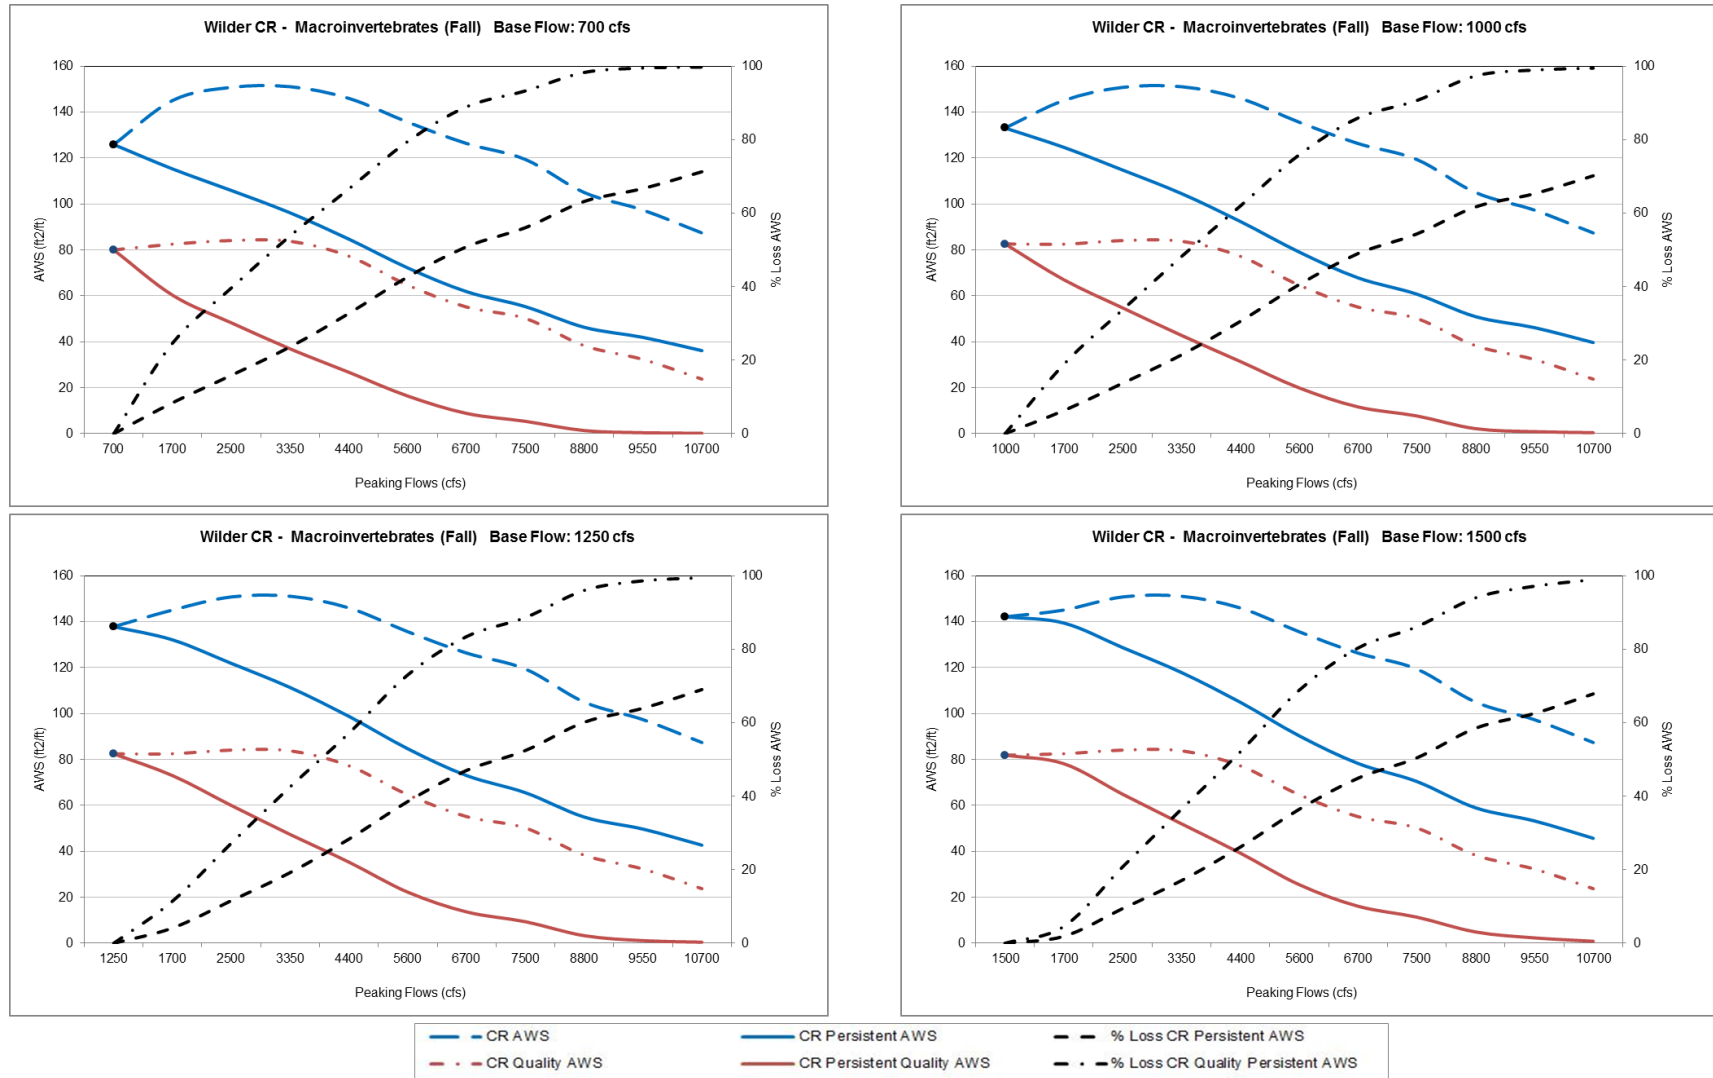 Wilder CR - Macroinvertebrates (Fall) Base Flow: 700 cfs
160
140
120
100
80
60
40
20
0
AWS (ft2/ft)
100
80
60
40
20
0
% Loss AWS
700 1700 2500 3350 4400 5600 6700 7500 8800 9550 10700
Peaking Flows (cfs)
Wilder CR - Macroinvertebrates (Fall) Base Flow: 1000 cfs
160
140
120
100
80
60
40
20
0
AWS (ft2/ft)
100
80
60
40
20
0
% Loss AWS
1000 1700 2500 3350 4400 5600 6700 7500 8800 9550 10700
Peaking Flows (cfs)
Wilder CR - Macroinvertebrates (Fall) Base Flow: 1250 cfs
160
140
120
100
80
60
40
20
0
AWS (ft2/ft)
100
80
60
40
20
0
% Loss AWS
1250 1700 2500 3350 4400 5600 6700 7500 8800 9550 10700
Peaking Flows (cfs)
Wilder CR - Macroinvertebrates (Fall) Base Flow: 1500 cfs
160
140
120
100
80
60
40
20
0
AWS (ft2/ft)
100
80
60
40
20
0
% Loss AWS
1500 1700 2500 3350 4400 5600 6700 7500 8800 9550 10700
Peaking Flows (cfs)
CR AWS CR Persistent AWS % Loss CR Persistent AWS
CR Quality AWS CR Persistent Quality AWS % Loss CR Quality Persistent AWS